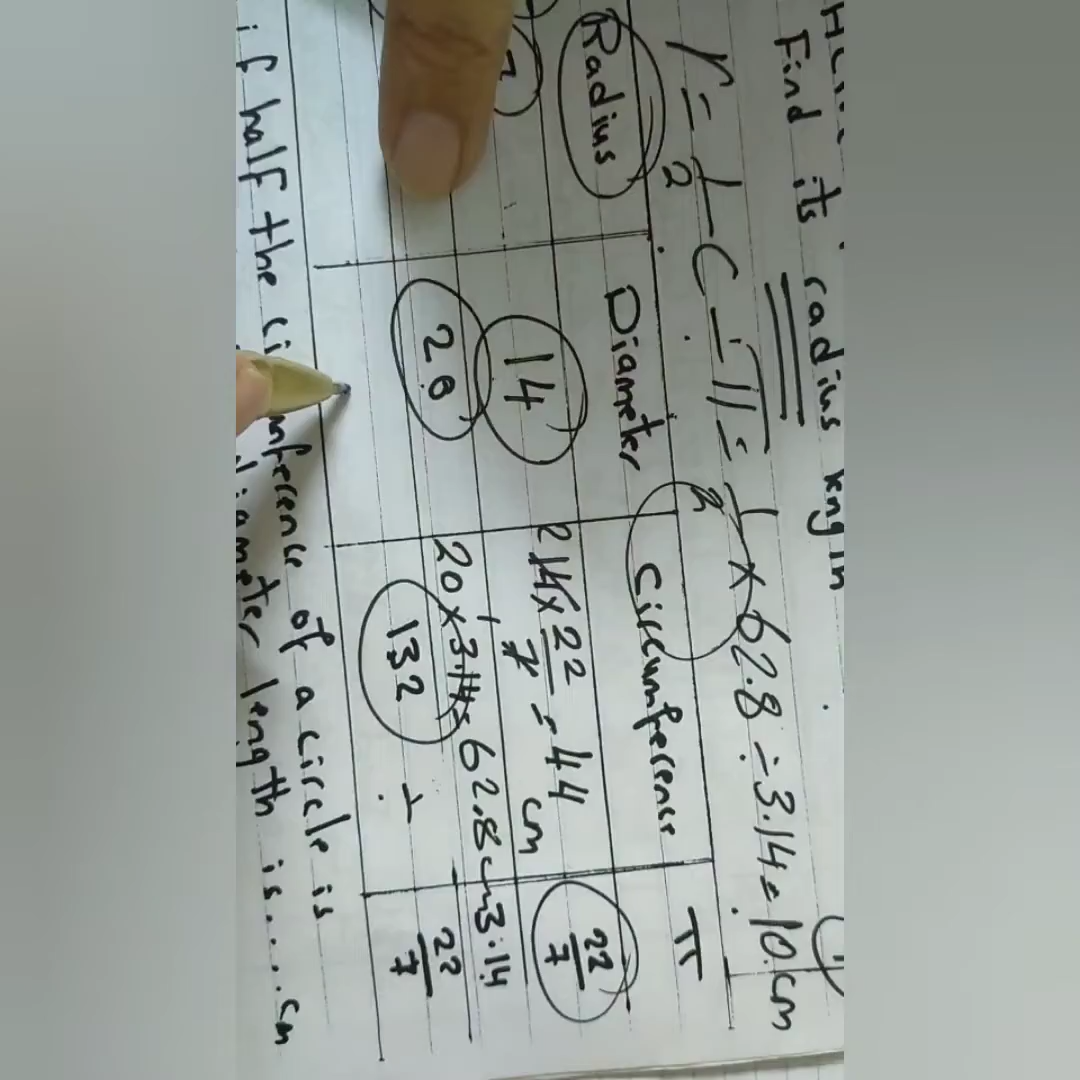 Find its radius
r = 1/2 C ÷ π = 1/2 × 62.8 ÷ 3.14 = 10 cm
Radius Diameter Circumference π
7 14 14 × 22/7 = 44 cm 22/7
20 20 × 3.14 = 62.8 cm 3.14
132 ÷ 22/7
if half the circumference of a circle is
diameter length is .... cm